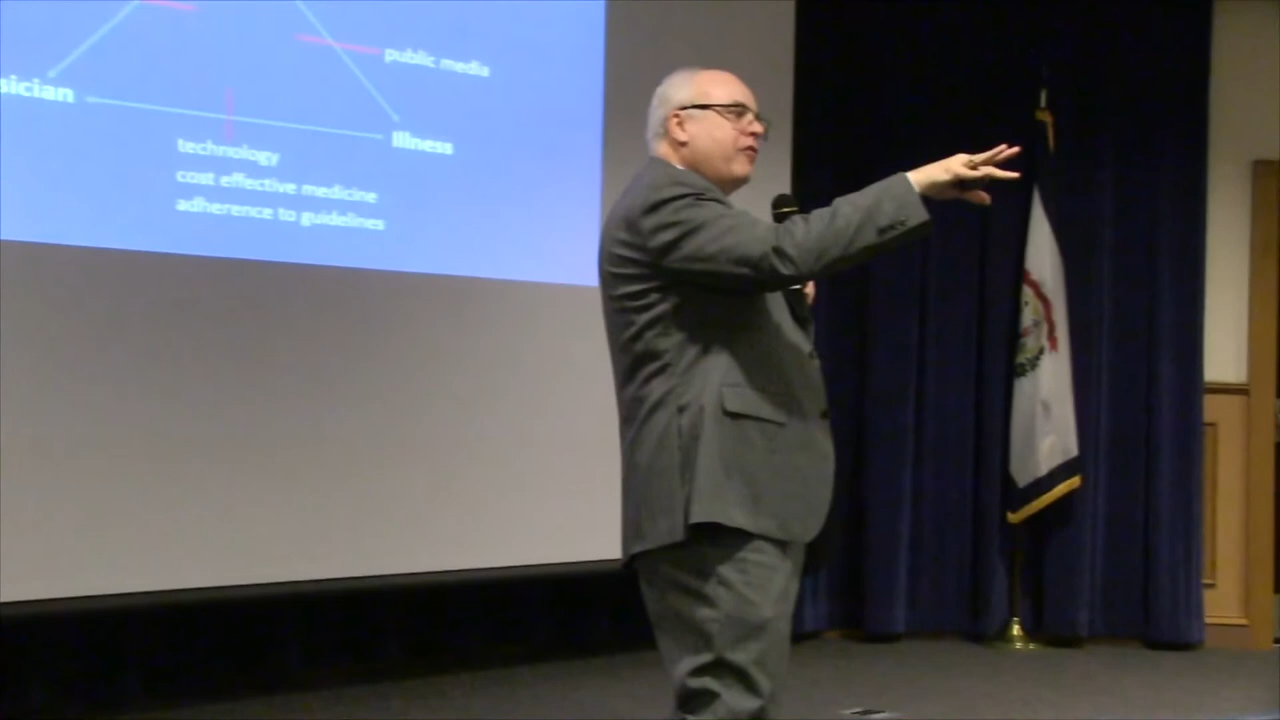 public media
sician
Illness
technology
cost effective medicine
adherence to guidelines